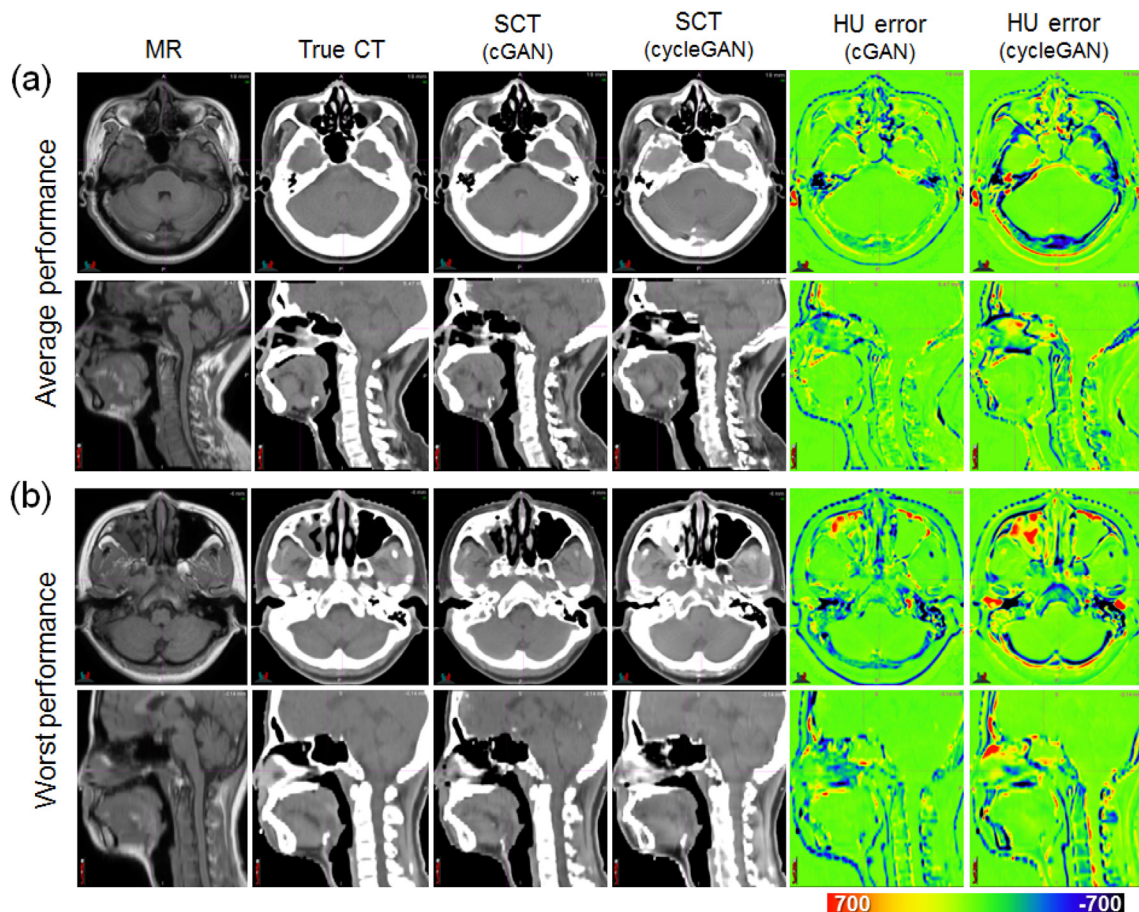 MR
True CT
SCT
(cGAN)
SCT
(cycleGAN)
HU error
(cGAN)
HU error
(cycleGAN)
(a)
Average performance
(b)
Worst performance
700
-700